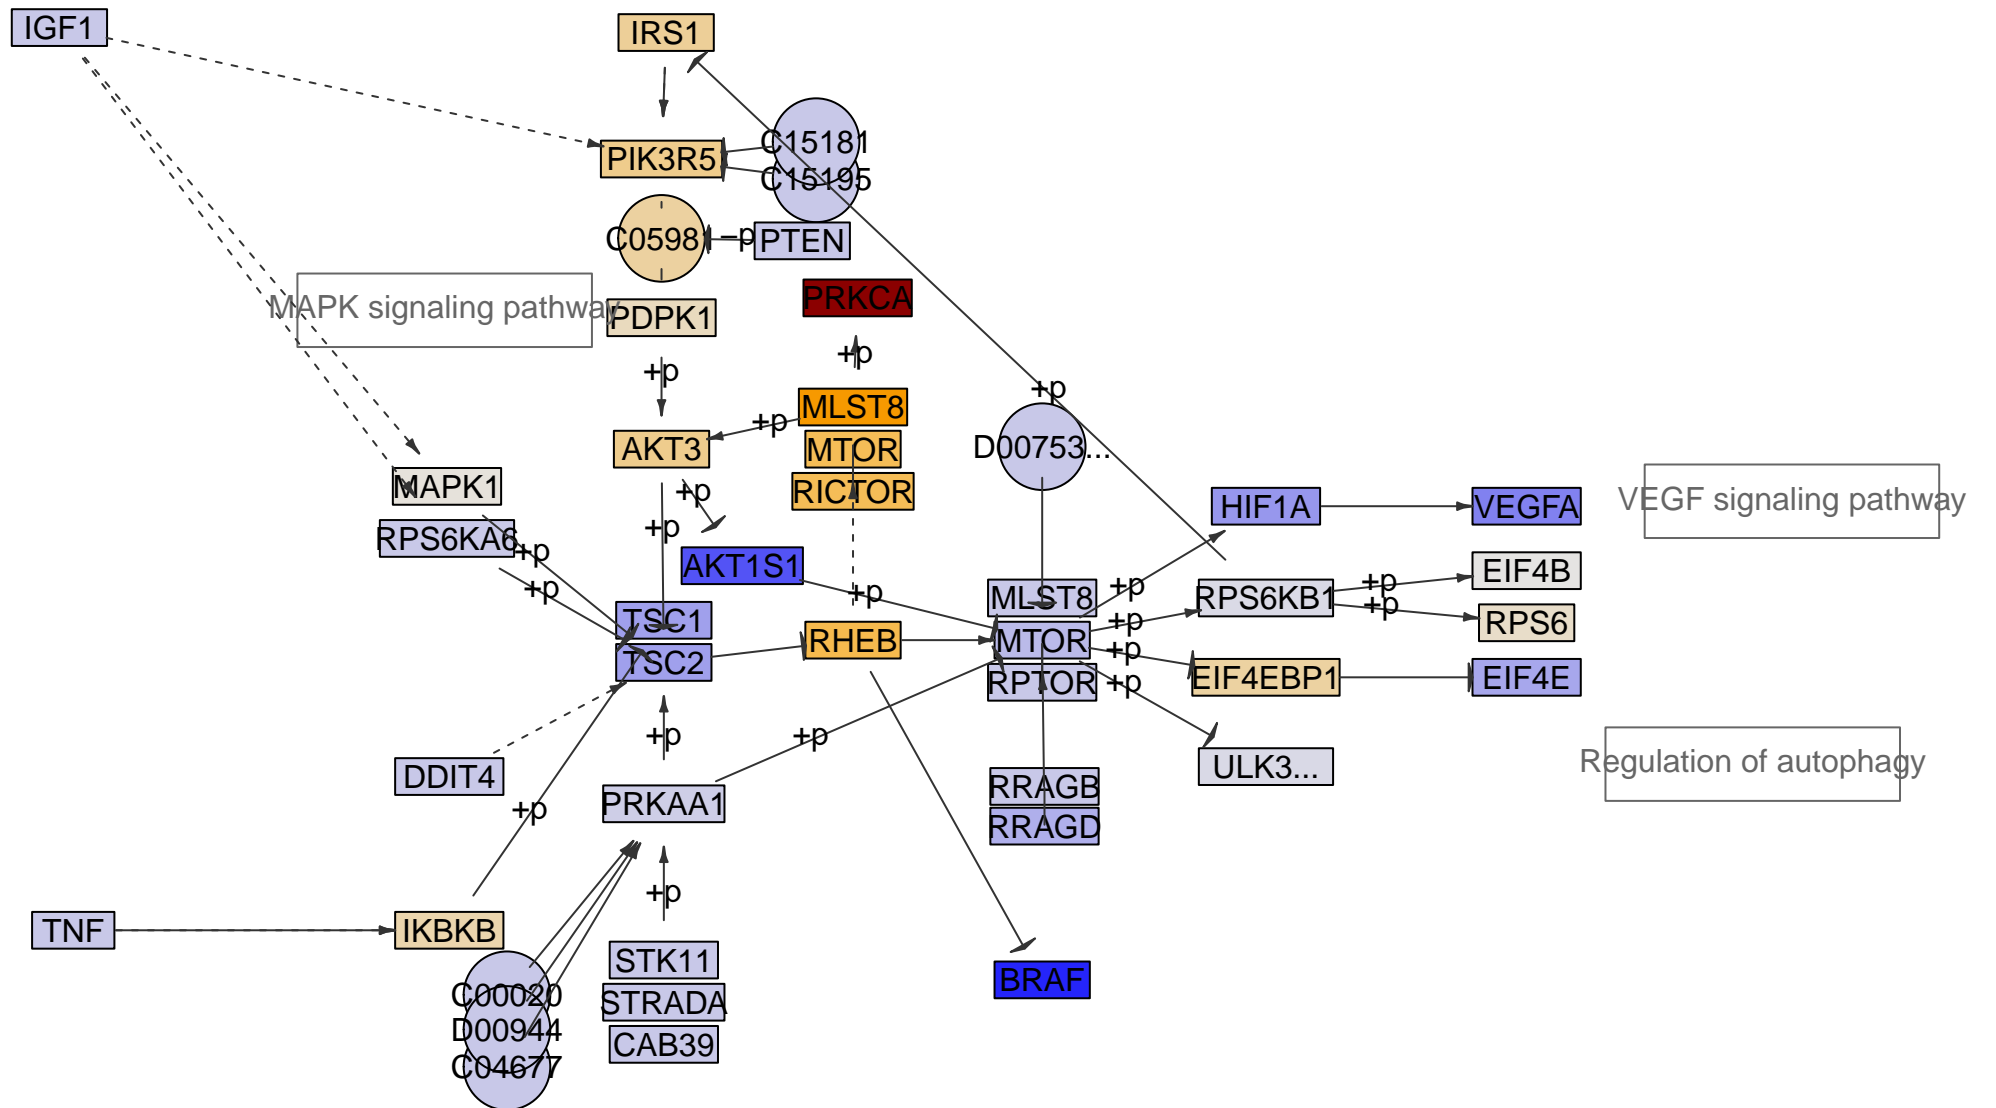 IGF1
IRS1
C15181
PIK3R5
C15195
C0598
−p
PTEN
PRKCA
MAPK signaling pathway
PDPK1
+p
+p
+p
MLST8
+p
AKT3
MTOR
D00753...
MAPK1
RICTOR
+p
HIF1A
VEGFA
VEGF signaling pathway
+p
RPS6KA6
+p
AKT1S1
EIF4B
+p
+p
+p
+p
MLST8
RPS6KB1
+p
TSC1
+p
RPS6
RHEB
MTOR
+p
TSC2
RPTOR
+p
EIF4EBP1
EIF4E
+p
+p
Regulation of autophagy
DDIT4
ULK3...
RRAGB
PRKAA1
+p
RRAGD
+p
TNF
IKBKB
STK11
BRAF
C00020
STRADA
D00944
CAB39
C04677